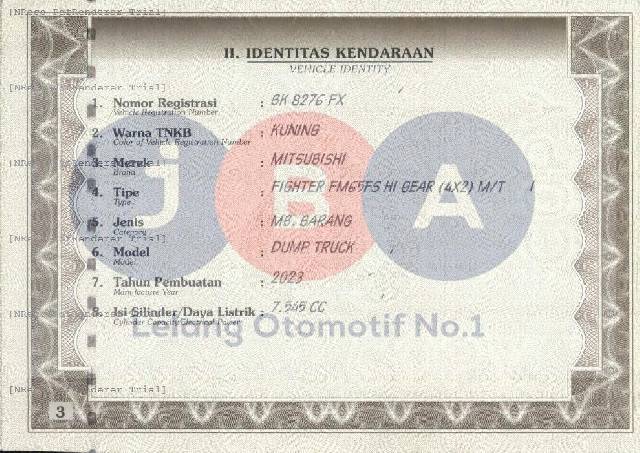 II. IDENTITAS KENDARAAN
VEHICLE IDENTITY
1. Nomor Registrasi : BK 8276 FX
Vehicle Registration Number
2. Warna TNKB : KUNING
Color of Vehicle Registration Number
3. Merek : MITSUBISHI
Brand
4. Tipe : FIGHTER FM65FS HI GEAR (4X2) M/T
Type
5. Jenis : MB. BARANG
Category
6. Model : DUMP TRUCK
Model
7. Tahun Pembuatan : 2023
Manufacture Year
8. Isi Silinder/Daya Listrik : 7.545 CC
Cylinder Capacity/Electrical Power
JBA
Lelang Otomotif No.1
3